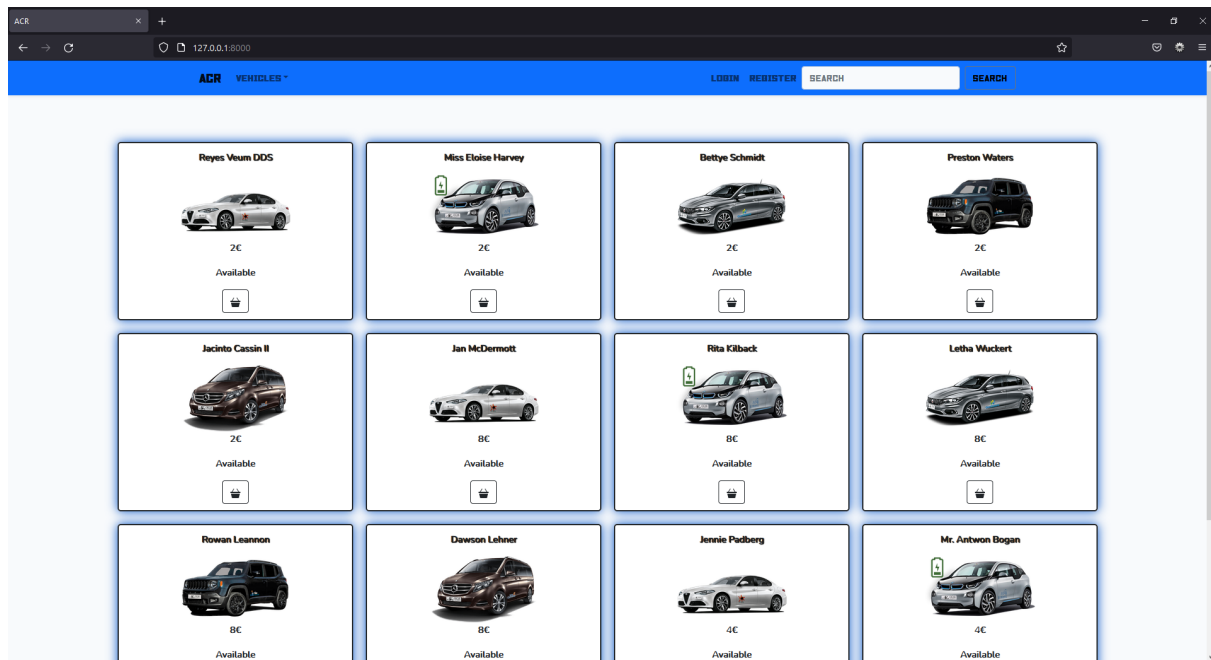 ACR
127.0.0.1:8000
ACR VEHICLES LOGIN REGISTER SEARCH SEARCH
Reyes Veum DDS Miss Eloise Harvey Bettye Schmidt Preston Waters
2€ 2€ 2€ 2€
Available Available Available Available
Jacinto Cassin II Jan McDermott Rita Kilback Letha Wuckert
2€ 8€ 8€ 8€
Available Available Available Available
Rowan Leannon Dawson Lehner Jennie Padberg Mr. Antwon Bogan
8€ 8€ 4€ 4€
Available Available Available Available